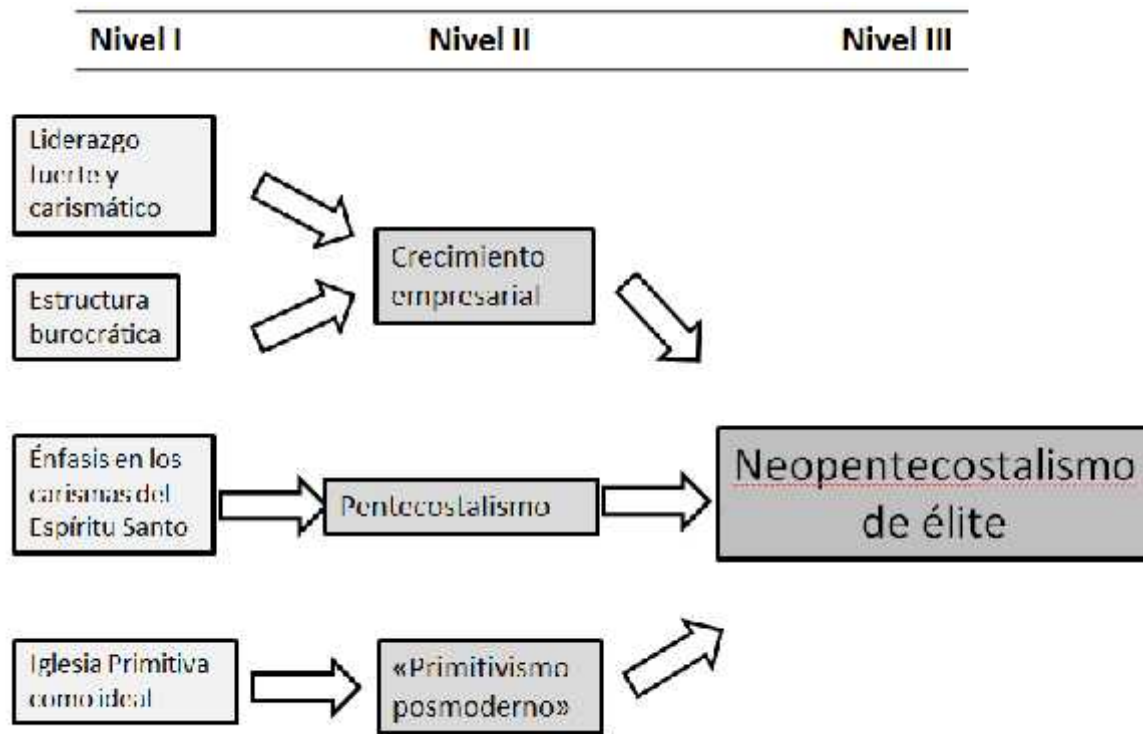 Nivel I Nivel II Nivel III
Liderazgo
fuerte y
carismático
Crecimiento
empresarial
Estructura
burocrática
Énfasis en los
carismas del
Espíritu Santo
Pentecostalismo
Neopentecostalismo
de élite
Iglesia Primitiva
como ideal
«Primitivismo
posmoderno»